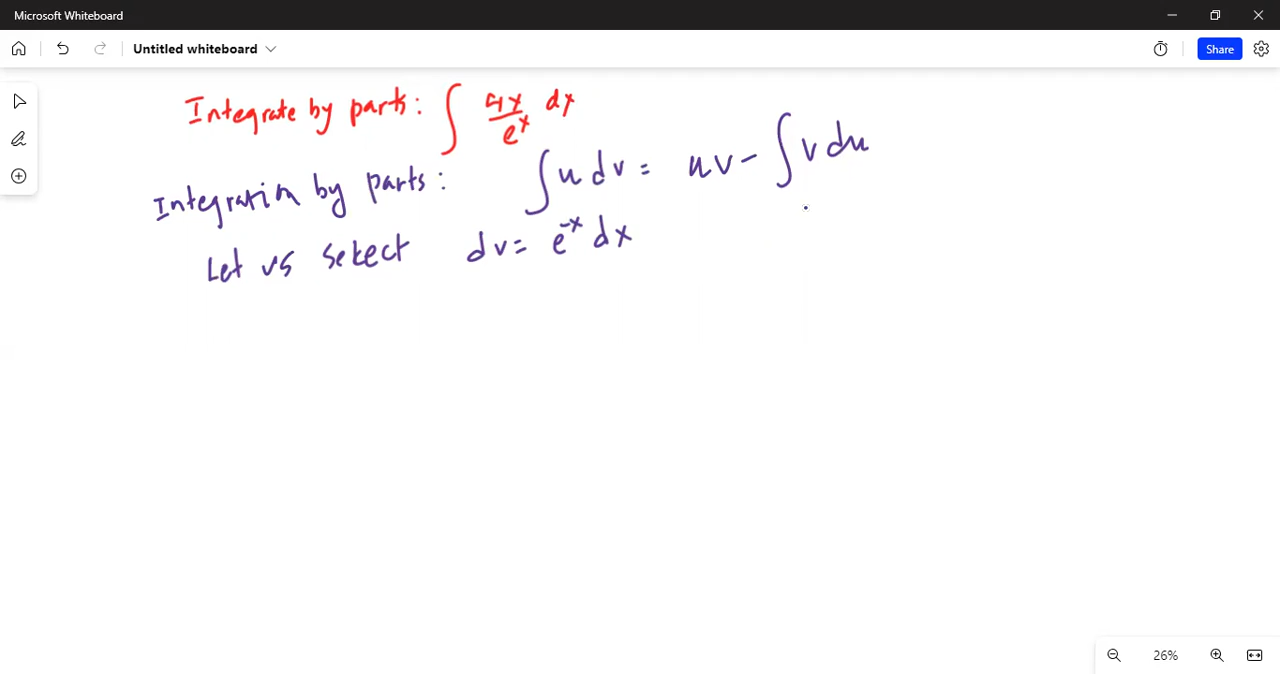 Microsoft Whiteboard
Untitled whiteboard
Share
Integrate by parts: ∫ 4x/e^x dx
Integration by parts: ∫ u dv = uv - ∫ v du
Let us select dv = e^-x dx
26%